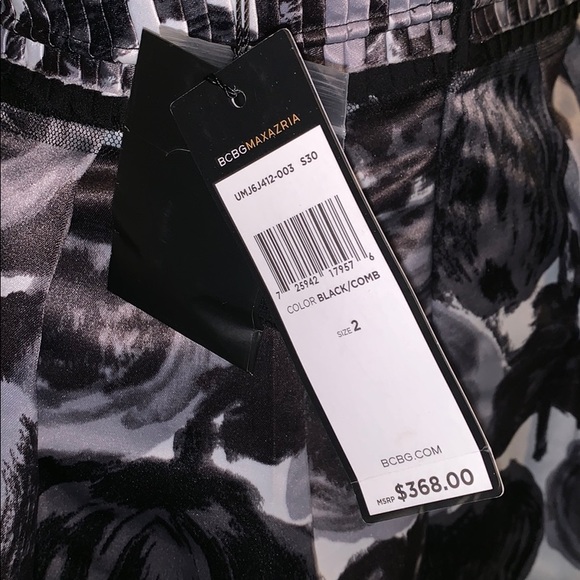 BCBGMAXAZRIA
UMJ6J412-003 S30
7 25942 17957 6
COLOR BLACK/COMB
SIZE 2
BCBG.COM
MSRP $368.00